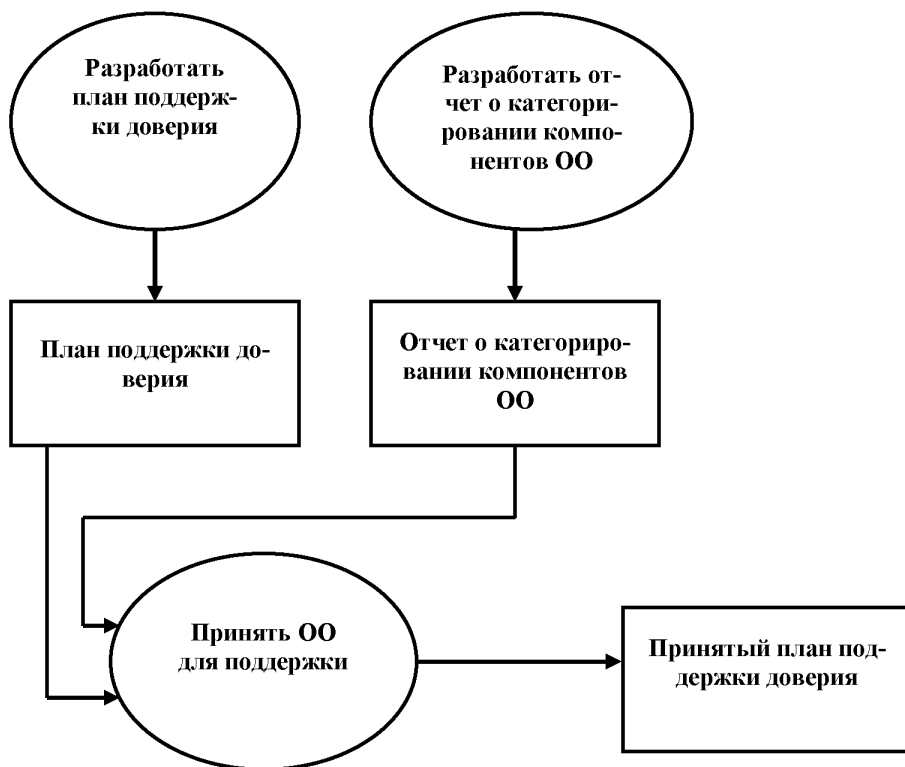 Разработать
план поддерж-
ки доверия
Разработать от-
чет о категори-
ровании компо-
нентов ОО
План поддержки до-
верия
Отчет о категориро-
вании компонентов
ОО
Принять ОО
для поддержки
Принятый план под-
держки доверия